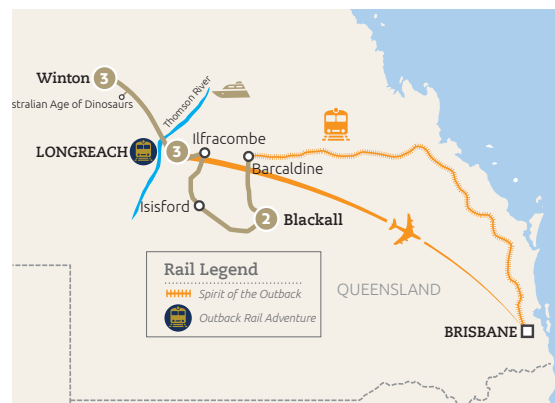 Winton
3
stralian Age of Dinosaurs
Thomson River
LONGREACH
3
Ilfracombe
Barcaldine
Isisford
2
Blackall
Rail Legend
Spirit of the Outback
Outback Rail Adventure
QUEENSLAND
BRISBANE